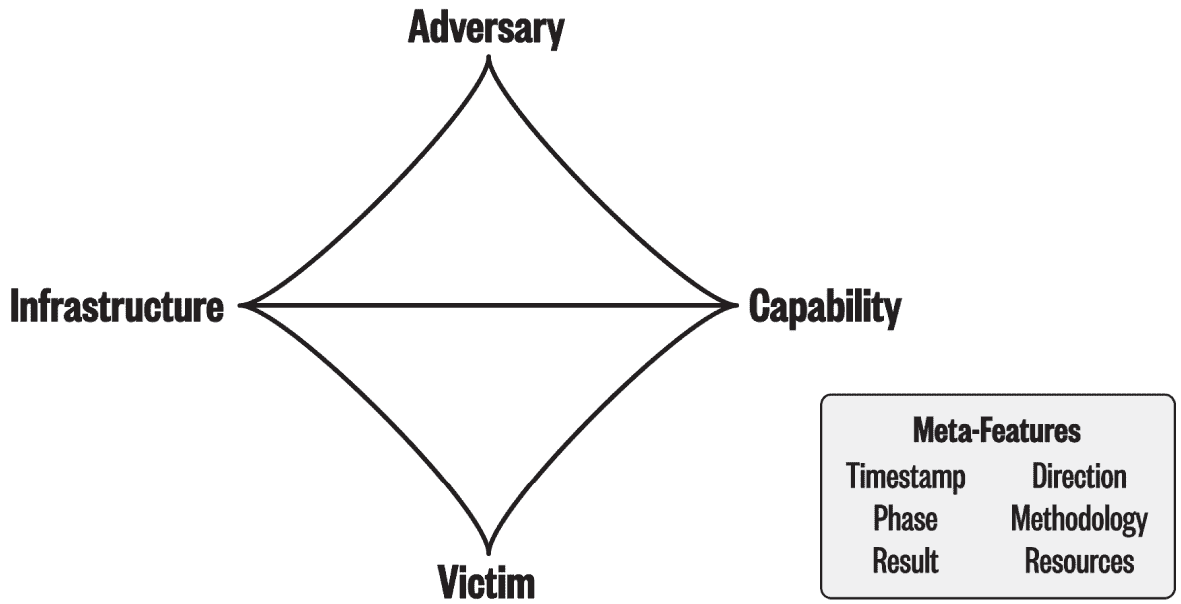 Adversary
Infrastructure
Capability
Victim
Meta-Features
Timestamp Direction
Phase Methodology
Result Resources